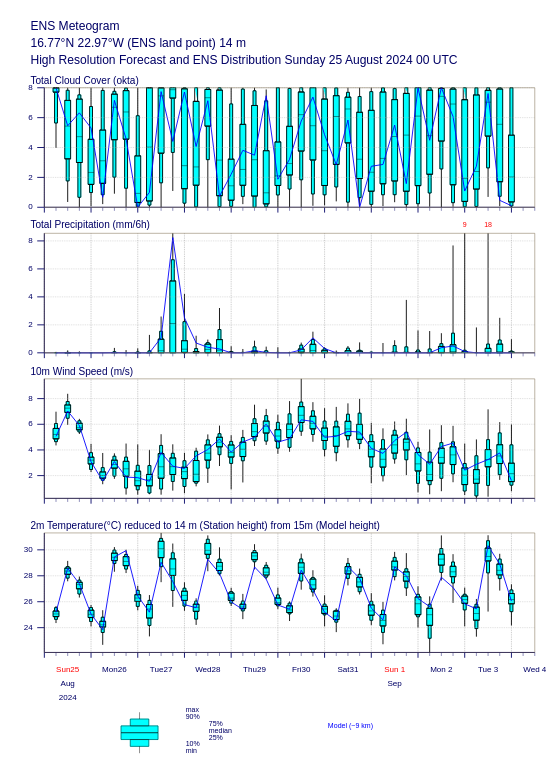 ENS Meteogram
16.77°N 22.97°W (ENS land point) 14 m
High Resolution Forecast and ENS Distribution Sunday 25 August 2024 00 UTC
Total Cloud Cover (okta)
8
6
4
2
0
Total Precipitation (mm/6h)
9 18
8
6
4
2
0
10m Wind Speed (m/s)
8
6
4
2
2m Temperature(°C) reduced to 14 m (Station height) from 15m (Model height)
30
28
26
24
Sun25 Mon26 Tue27 Wed28 Thu29 Fri30 Sat31 Sun 1 Mon 2 Tue 3 Wed 4
Aug Sep
2024
max
90%
75%
median
25%
10%
min
Model (~9 km)